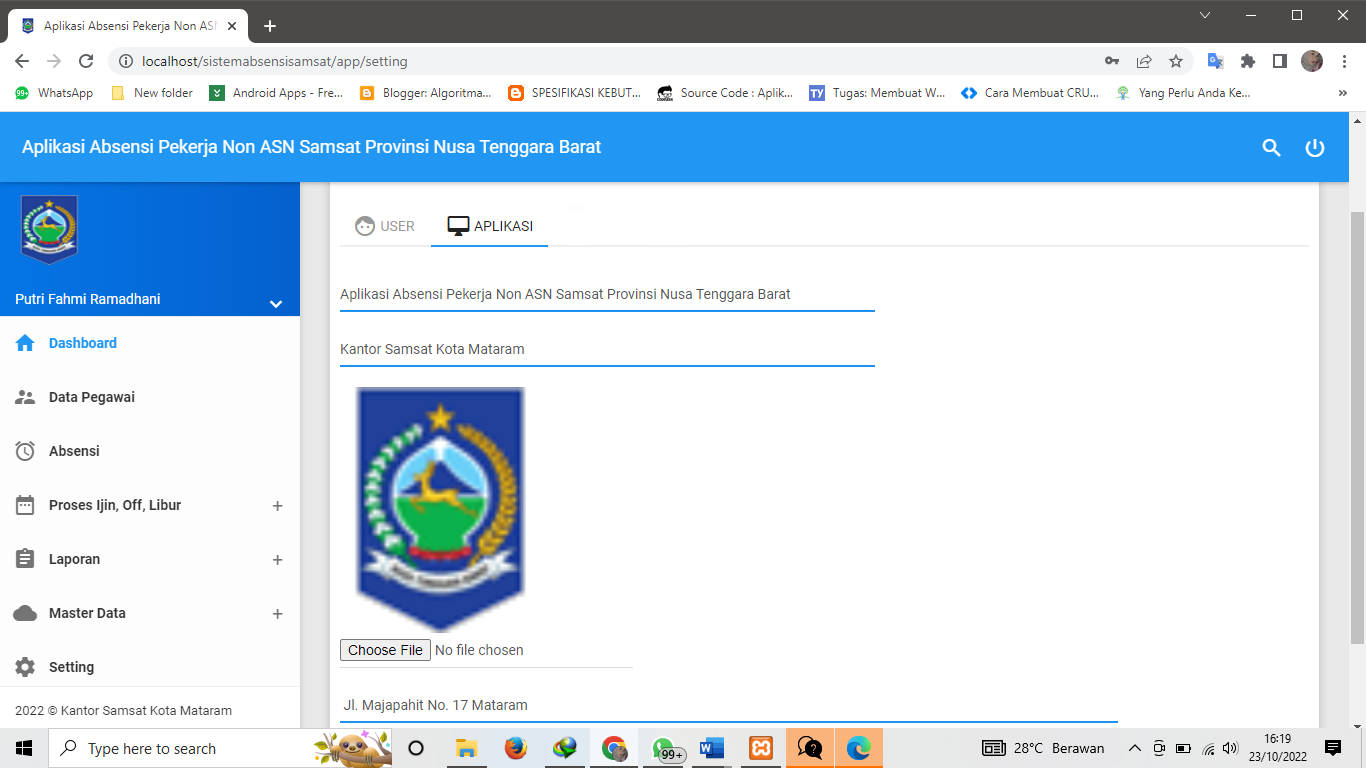 Aplikasi Absensi Pekerja Non ASN
localhost/sistemabsensisamsat/app/setting
99+ WhatsApp New folder Android Apps - Fre... Blogger: Algoritma... SPESIFIKASI KEBUT... Source Code : Aplik... TY Tugas: Membuat W... Cara Membuat CRU... Yang Perlu Anda Ke... »
Aplikasi Absensi Pekerja Non ASN Samsat Provinsi Nusa Tenggara Barat
USER APLIKASI
Putri Fahmi Ramadhani
Dashboard
Data Pegawai
Absensi
Proses Ijin, Off, Libur +
Laporan +
Master Data +
Setting
2022 © Kantor Samsat Kota Mataram
Aplikasi Absensi Pekerja Non ASN Samsat Provinsi Nusa Tenggara Barat
Kantor Samsat Kota Mataram
Choose File No file chosen
Jl. Majapahit No. 17 Mataram
Type here to search
99+
28°C Berawan
16:19
23/10/2022